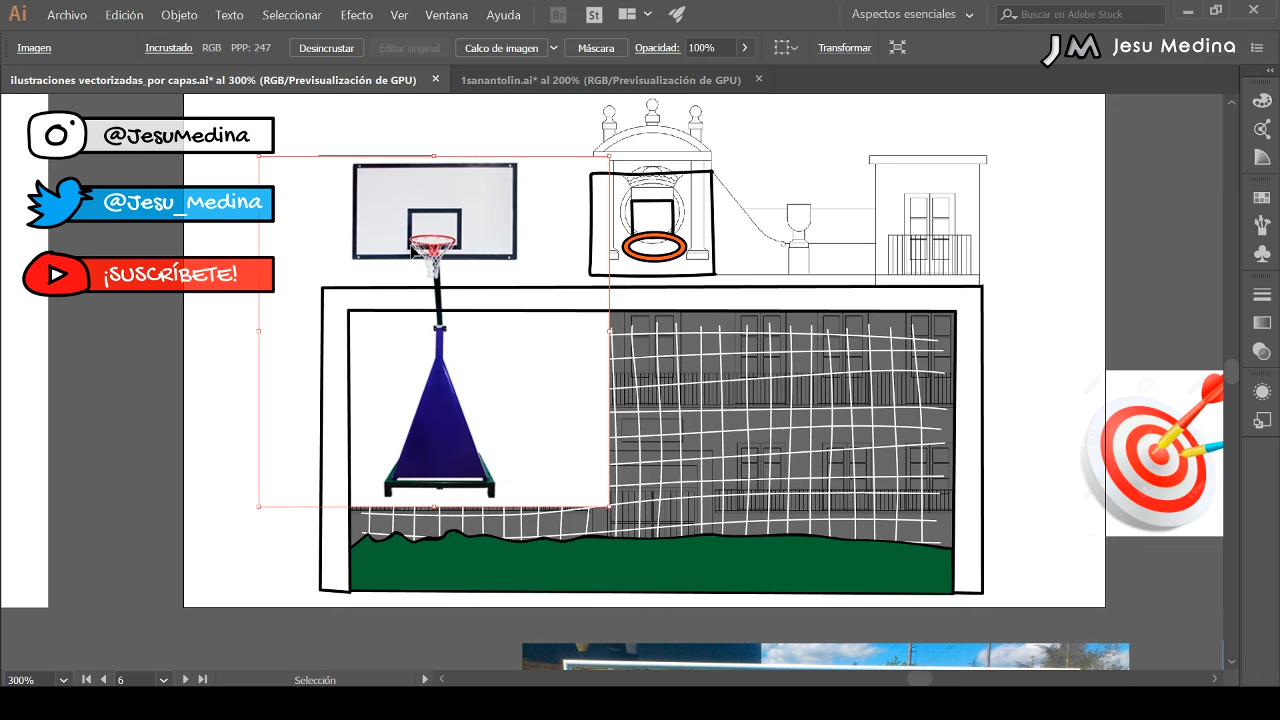 Ai Archivo Edición Objeto Texto Seleccionar Efecto Ver Ventana Ayuda Br St Aspectos esenciales Buscar en Adobe Stock
Imagen Incrustado RGB PPP: 247 Desincrustar Editar original Calco de imagen Máscara Opacidad: 100% Transformar JM Jesu Medina
ilustraciones vectorizadas_por capas.ai* al 300% (RGB/Previsualización de GPU) 1sanantolin.ai* al 200% (RGB/Previsualización de GPU)
@JesuMedina
@Jesu_Medina
¡SUSCRÍBETE!
300% 6 Selección